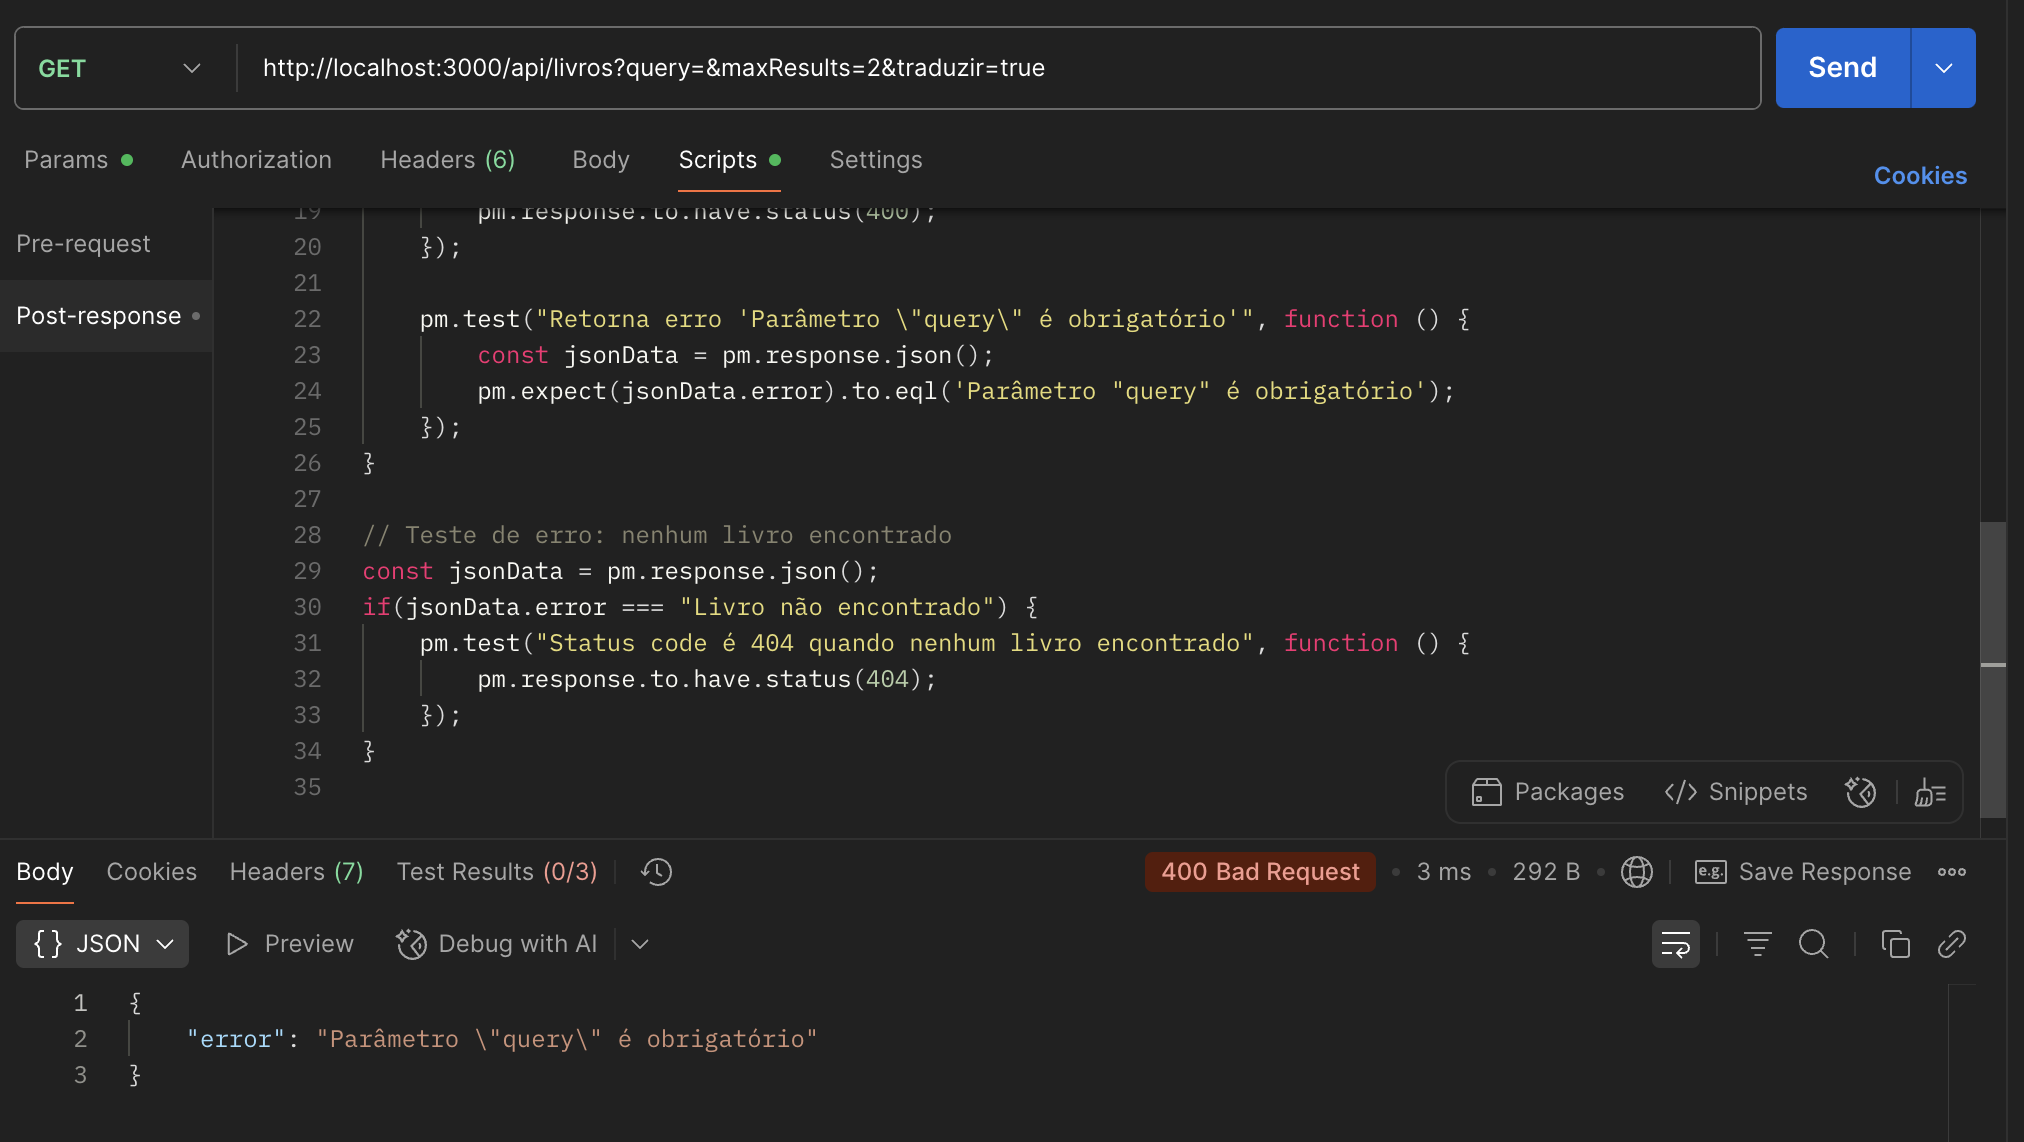 GET http://localhost:3000/api/livros?query=&maxResults=2&traduzir=true Send
Params Authorization Headers (6) Body Scripts Settings Cookies
Pre-request
Post-response
19 pm.response.to.have.status(400);
20 });
21
22 pm.test("Retorna erro 'Parâmetro \"query\" é obrigatório'", function () {
23 const jsonData = pm.response.json();
24 pm.expect(jsonData.error).to.eql('Parâmetro "query" é obrigatório');
25 });
26 }
27
28 // Teste de erro: nenhum livro encontrado
29 const jsonData = pm.response.json();
30 if(jsonData.error === "Livro não encontrado") {
31 pm.test("Status code é 404 quando nenhum livro encontrado", function () {
32 pm.response.to.have.status(404);
33 });
34 }
35
Packages </> Snippets
Body Cookies Headers (7) Test Results (0/3) 400 Bad Request • 3 ms • 292 B • e.g. Save Response
{} JSON Preview Debug with AI
1 {
2 "error": "Parâmetro \"query\" é obrigatório"
3 }